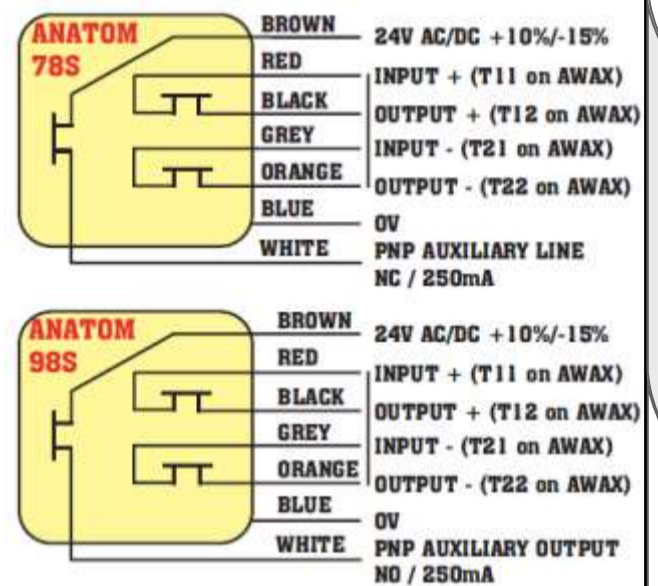 ANATOM
78S
BROWN 24V AC/DC +10%/-15%
RED INPUT + (T11 on AWAX)
BLACK OUTPUT + (T12 on AWAX)
GREY INPUT - (T21 on AWAX)
ORANGE OUTPUT - (T22 on AWAX)
BLUE 0V
WHITE PNP AUXILIARY LINE
NC / 250mA
ANATOM
98S
BROWN 24V AC/DC +10%/-15%
RED INPUT + (T11 on AWAX)
BLACK OUTPUT + (T12 on AWAX)
GREY INPUT - (T21 on AWAX)
ORANGE OUTPUT - (T22 on AWAX)
BLUE 0V
WHITE PNP AUXILIARY OUTPUT
NO / 250mA